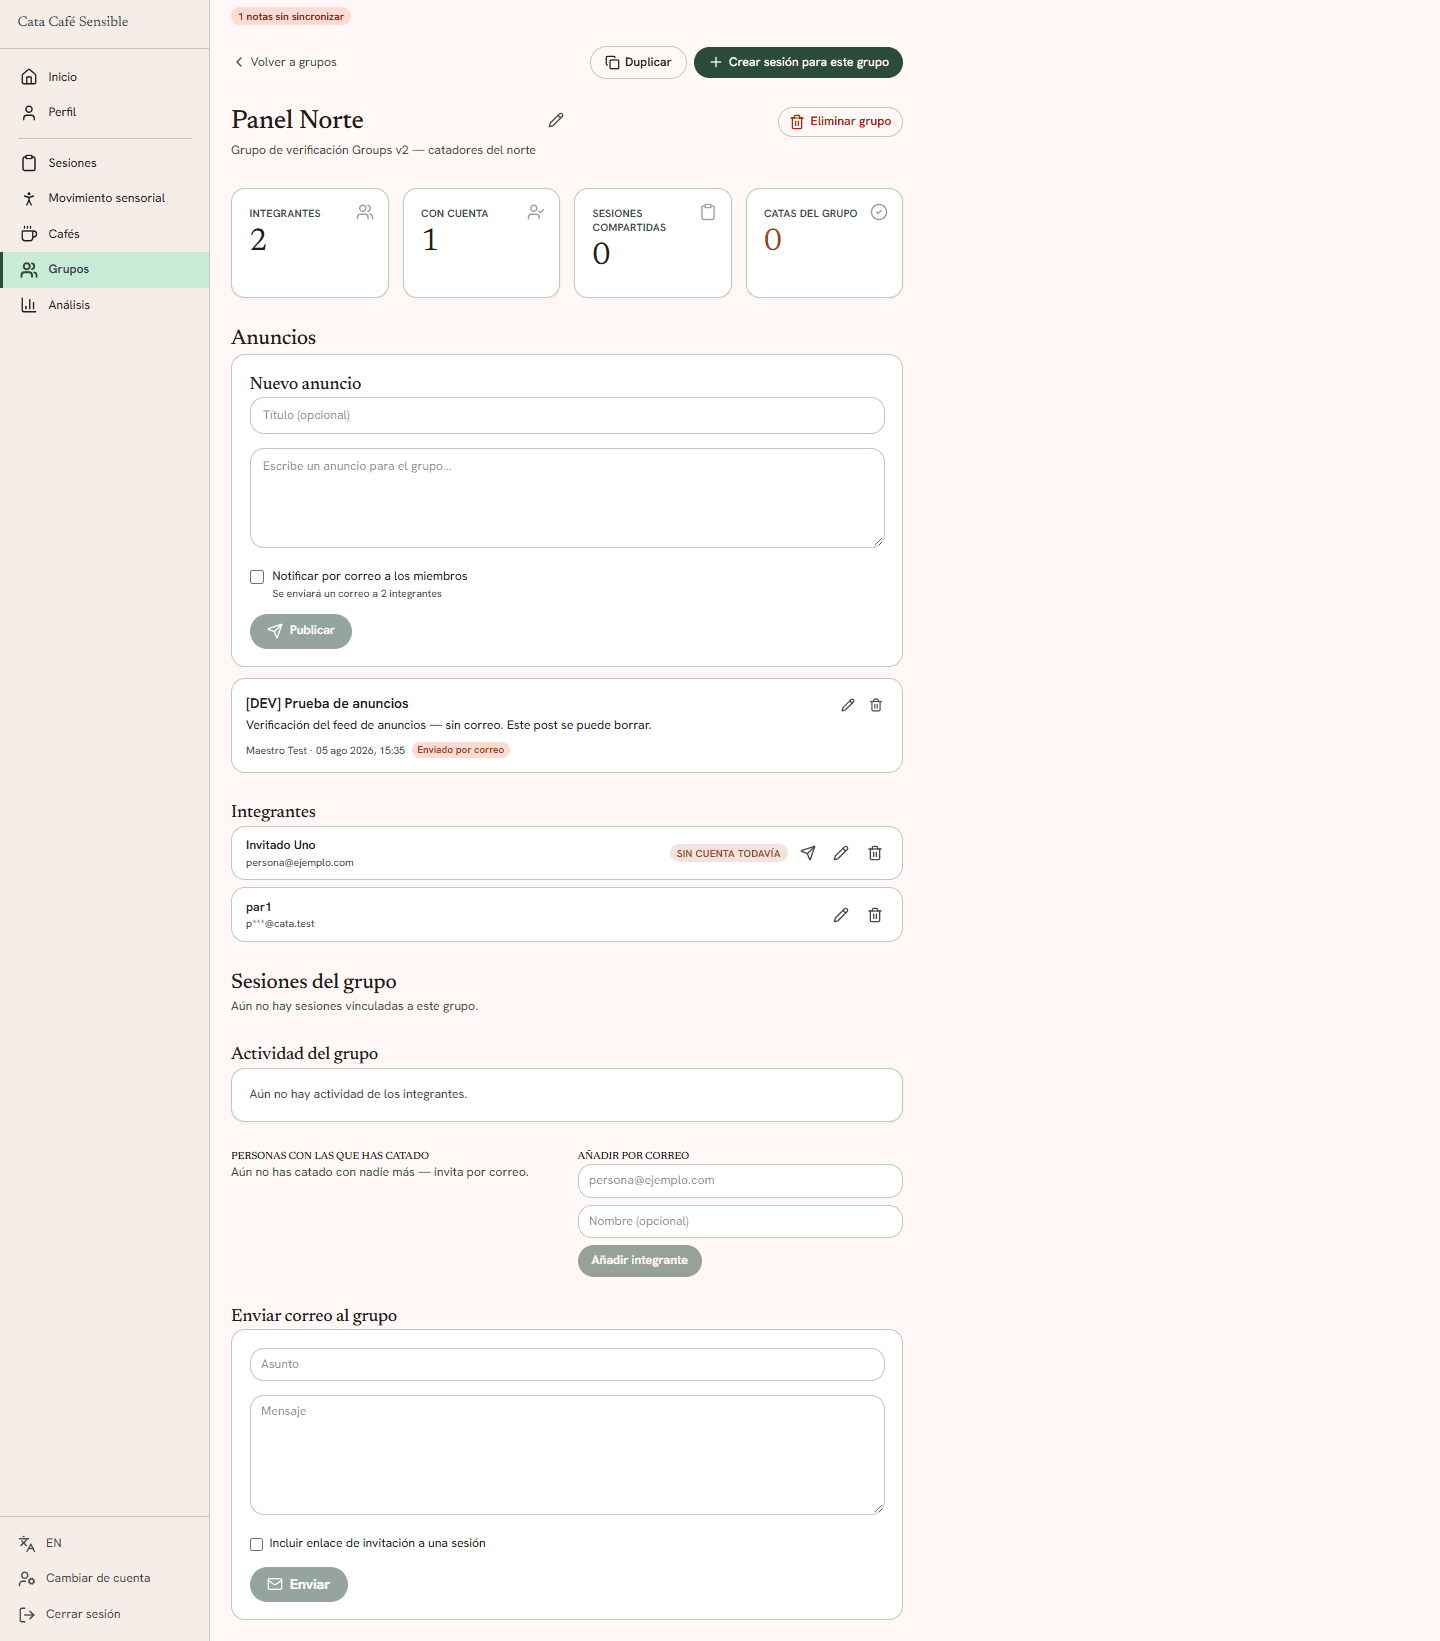 Cata Café Sensible
Inicio
Perfil
Sesiones
Movimiento sensorial
Cafés
Grupos
Análisis
EN
Cambiar de cuenta
Cerrar sesión
1 notas sin sincronizar
Volver a grupos
Duplicar
Crear sesión para este grupo
Panel Norte
Eliminar grupo
Grupo de verificación Groups v2 — catadores del norte
INTEGRANTES
2
CON CUENTA
1
SESIONES
COMPARTIDAS
0
CATAS DEL GRUPO
0
Anuncios
Nuevo anuncio
Título (opcional)
Escribe un anuncio para el grupo...
Notificar por correo a los miembros
Se enviará un correo a 2 integrantes
Publicar
[DEV] Prueba de anuncios
Verificación del feed de anuncios — sin correo. Este post se puede borrar.
Maestro Test · 05 ago 2026, 15:35 Enviado por correo
Integrantes
Invitado Uno
persona@ejemplo.com
SIN CUENTA TODAVÍA
par1
p***@cata.test
Sesiones del grupo
Aún no hay sesiones vinculadas a este grupo.
Actividad del grupo
Aún no hay actividad de los integrantes.
PERSONAS CON LAS QUE HAS CATADO
Aún no has catado con nadie más — invita por correo.
AÑADIR POR CORREO
persona@ejemplo.com
Nombre (opcional)
Añadir integrante
Enviar correo al grupo
Asunto
Mensaje
Incluir enlace de invitación a una sesión
Enviar